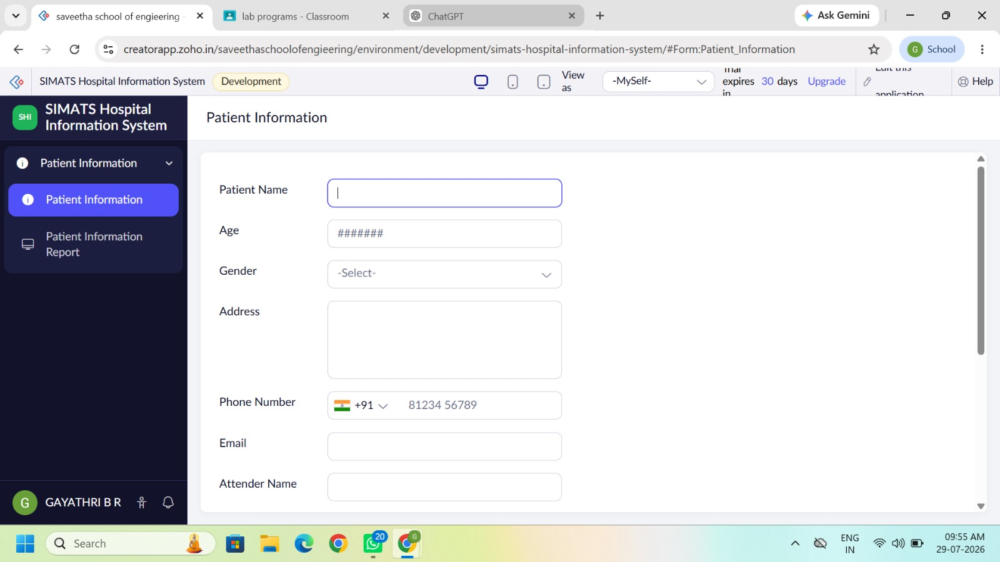 saveetha school of engieering -
lab programs - Classroom
ChatGPT
Ask Gemini
creatorapp.zoho.in/saveethaschoolofengieering/environment/development/simats-hospital-information-system/#Form:Patient_Information
G School
SIMATS Hospital Information System
Development
View
as
-MySelf-
Trial
expires
in
30 days
Upgrade
Edit this
application
Help
SHI
SIMATS Hospital
Information System
Patient Information
Patient Information
Patient Information
Report
G
GAYATHRI B R
Patient Information
Patient Name
Age
#######
Gender
-Select-
Address
Phone Number
+91
81234 56789
Email
Attender Name
Search
20
G
ENG
IN
09:55 AM
29-07-2026